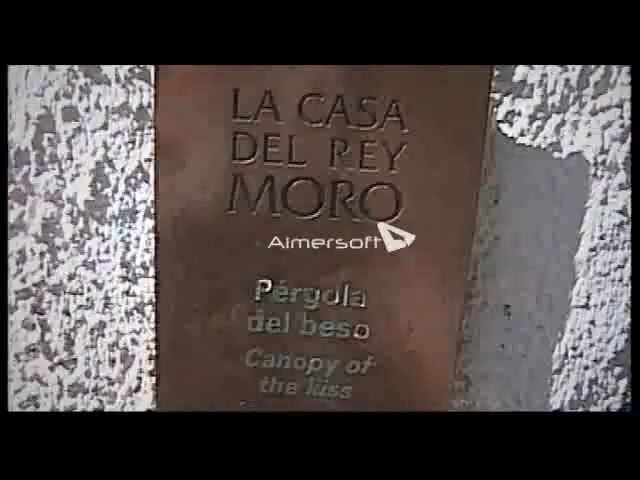 LA CASA
DEL REY
MORO
Aimersoft
Pérgola
del beso
Canopy of
the kiss